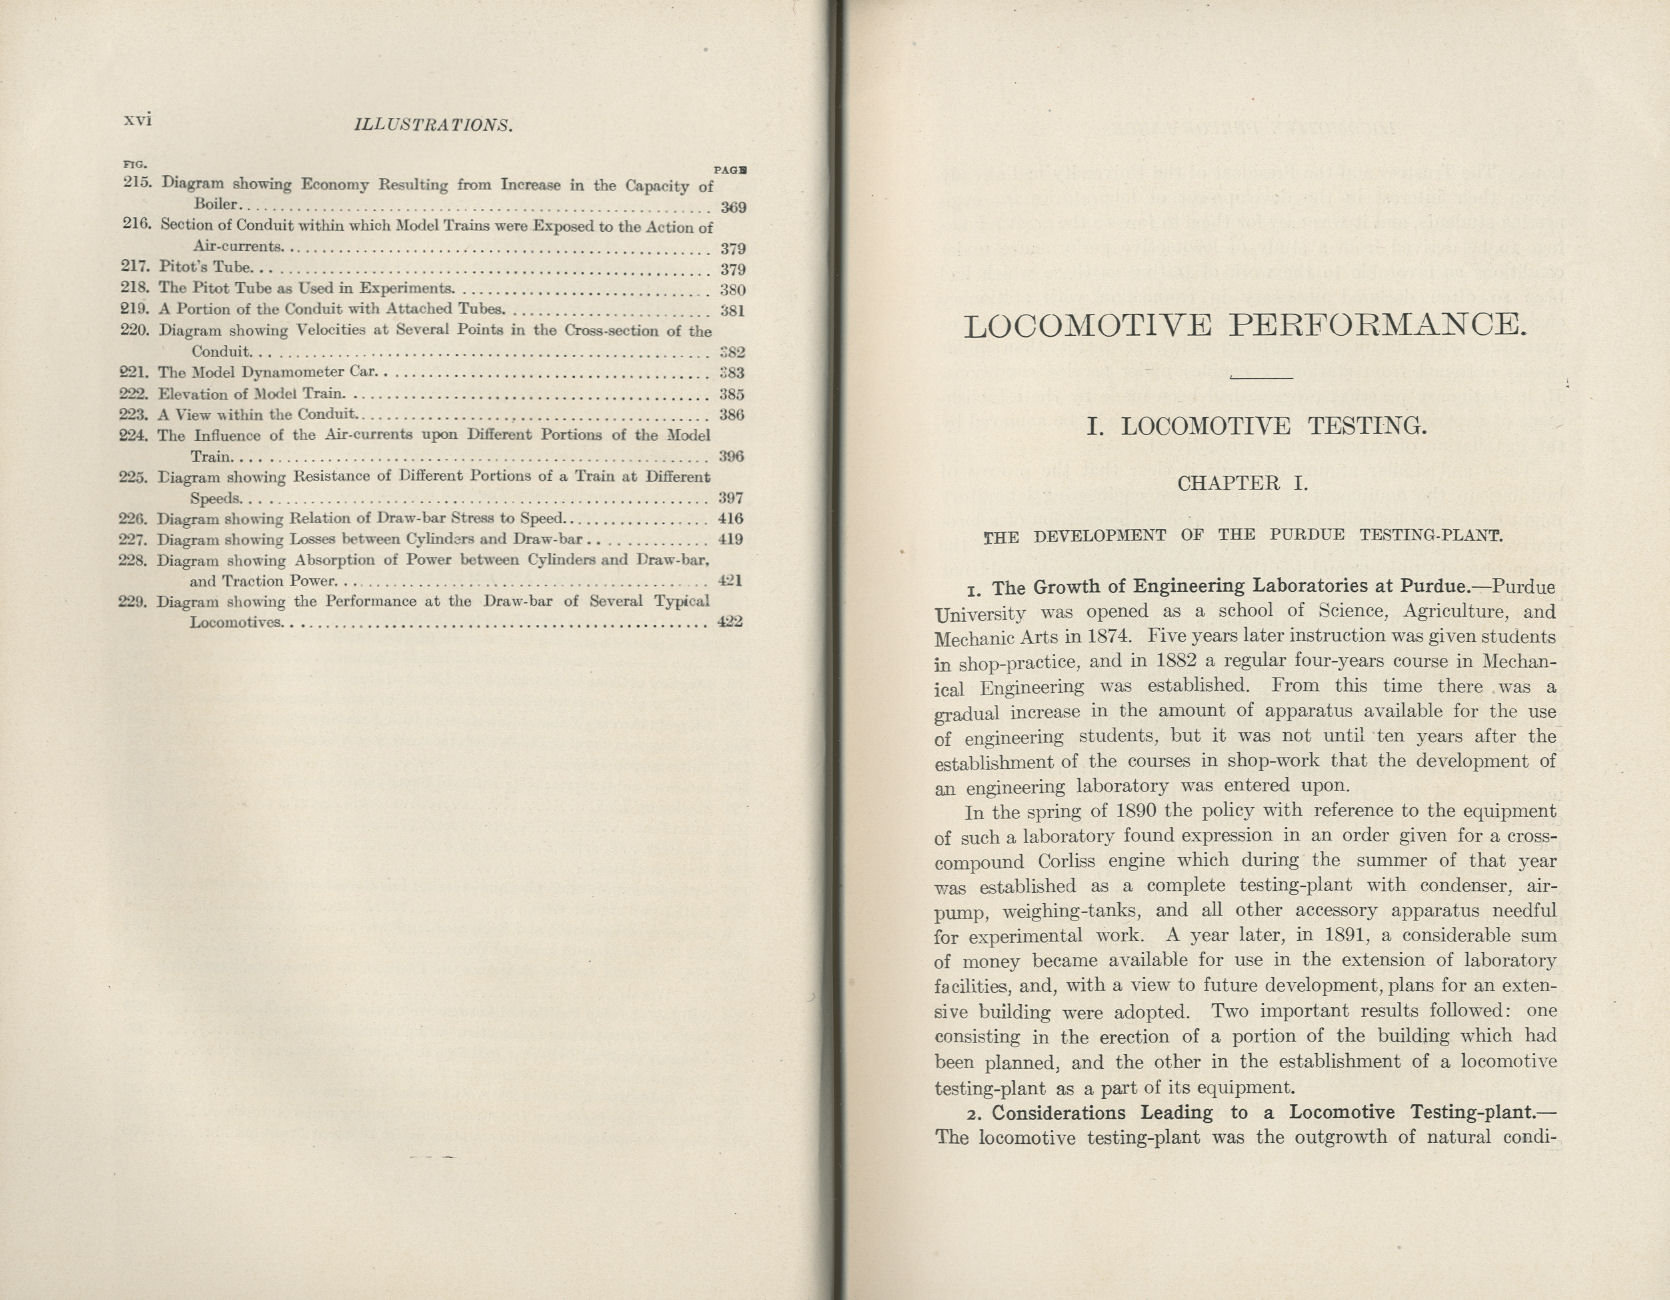 xvi
ILLUSTRATIONS.
FIG.
PAGE
215. Diagram showing Economy Resulting from Increase in the Capacity of
Boiler. . . . . . . . . . 369
216. Section of Conduit within which Model Trains were Exposed to the Action of
Air-currents. . . . . . . . . . 379
217. Pitot's Tube. . . . . . . . . . 379
218. The Pitot Tube as Used in Experiments. . . . . . . . . . 380
219. A Portion of the Conduit with Attached Tubes. . . . . . . . . . 381
220. Diagram showing Velocities at Several Points in the Cross-section of the
Conduit. . . . . . . . . . 382
221. The Model Dynamometer Car. . . . . . . . . . 383
222. Elevation of Model Train. . . . . . . . . . 385
223. A View within the Conduit. . . . . . . . . . 386
224. The Influence of the Air-currents upon Different Portions of the Model
Train. . . . . . . . . . 396
225. Diagram showing Resistance of Different Portions of a Train at Different
Speeds. . . . . . . . . . 397
226. Diagram showing Relation of Draw-bar Stress to Speed. . . . . . . . . . 416
227. Diagram showing Losses between Cylinders and Draw-bar . . . . . . . . . . 419
228. Diagram showing Absorption of Power between Cylinders and Draw-bar,
and Traction Power. . . . . . . . . . 421
229. Diagram showing the Performance at the Draw-bar of Several Typical
Locomotives. . . . . . . . . . 422
LOCOMOTIVE PERFORMANCE.
I. LOCOMOTIVE TESTING.
CHAPTER I.
THE DEVELOPMENT OF THE PURDUE TESTING-PLANT.
1. The Growth of Engineering Laboratories at Purdue.—Purdue
University was opened as a school of Science, Agriculture, and
Mechanic Arts in 1874. Five years later instruction was given students
in shop-practice, and in 1882 a regular four-years course in Mechan-
ical Engineering was established. From this time there was a
gradual increase in the amount of apparatus available for the use
of engineering students, but it was not until ten years after the
establishment of the courses in shop-work that the development of
an engineering laboratory was entered upon.
In the spring of 1890 the policy with reference to the equipment
of such a laboratory found expression in an order given for a cross-
compound Corliss engine which during the summer of that year
was established as a complete testing-plant with condenser, air-
pump, weighing-tanks, and all other accessory apparatus needful
for experimental work. A year later, in 1891, a considerable sum
of money became available for use in the extension of laboratory
facilities, and, with a view to future development, plans for an exten-
sive building were adopted. Two important results followed: one
consisting in the erection of a portion of the building which had
been planned, and the other in the establishment of a locomotive
testing-plant as a part of its equipment.
2. Considerations Leading to a Locomotive Testing-plant.—
The locomotive testing-plant was the outgrowth of natural condi-